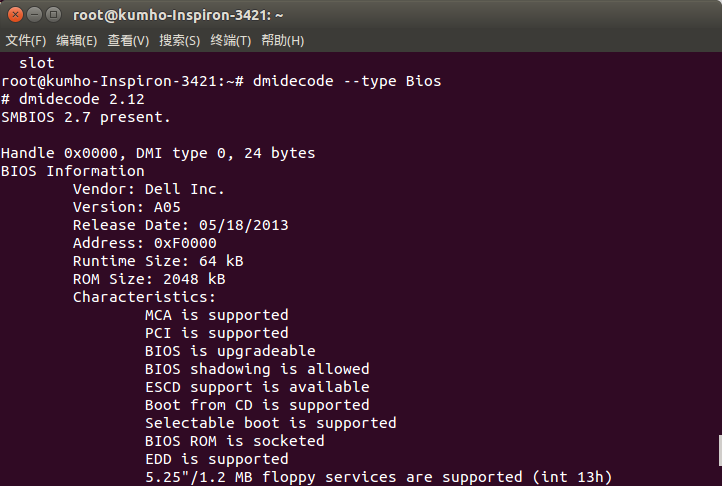 root@kumho-Inspiron-3421: ~
文件(F) 编辑(E) 查看(V) 搜索(S) 终端(T) 帮助(H)
slot
root@kumho-Inspiron-3421:~# dmidecode --type Bios
# dmidecode 2.12
SMBIOS 2.7 present.

Handle 0x0000, DMI type 0, 24 bytes
BIOS Information
        Vendor: Dell Inc.
        Version: A05
        Release Date: 05/18/2013
        Address: 0xF0000
        Runtime Size: 64 kB
        ROM Size: 2048 kB
        Characteristics:
                MCA is supported
                PCI is supported
                BIOS is upgradeable
                BIOS shadowing is allowed
                ESCD support is available
                Boot from CD is supported
                Selectable boot is supported
                BIOS ROM is socketed
                EDD is supported
                5.25"/1.2 MB floppy services are supported (int 13h)